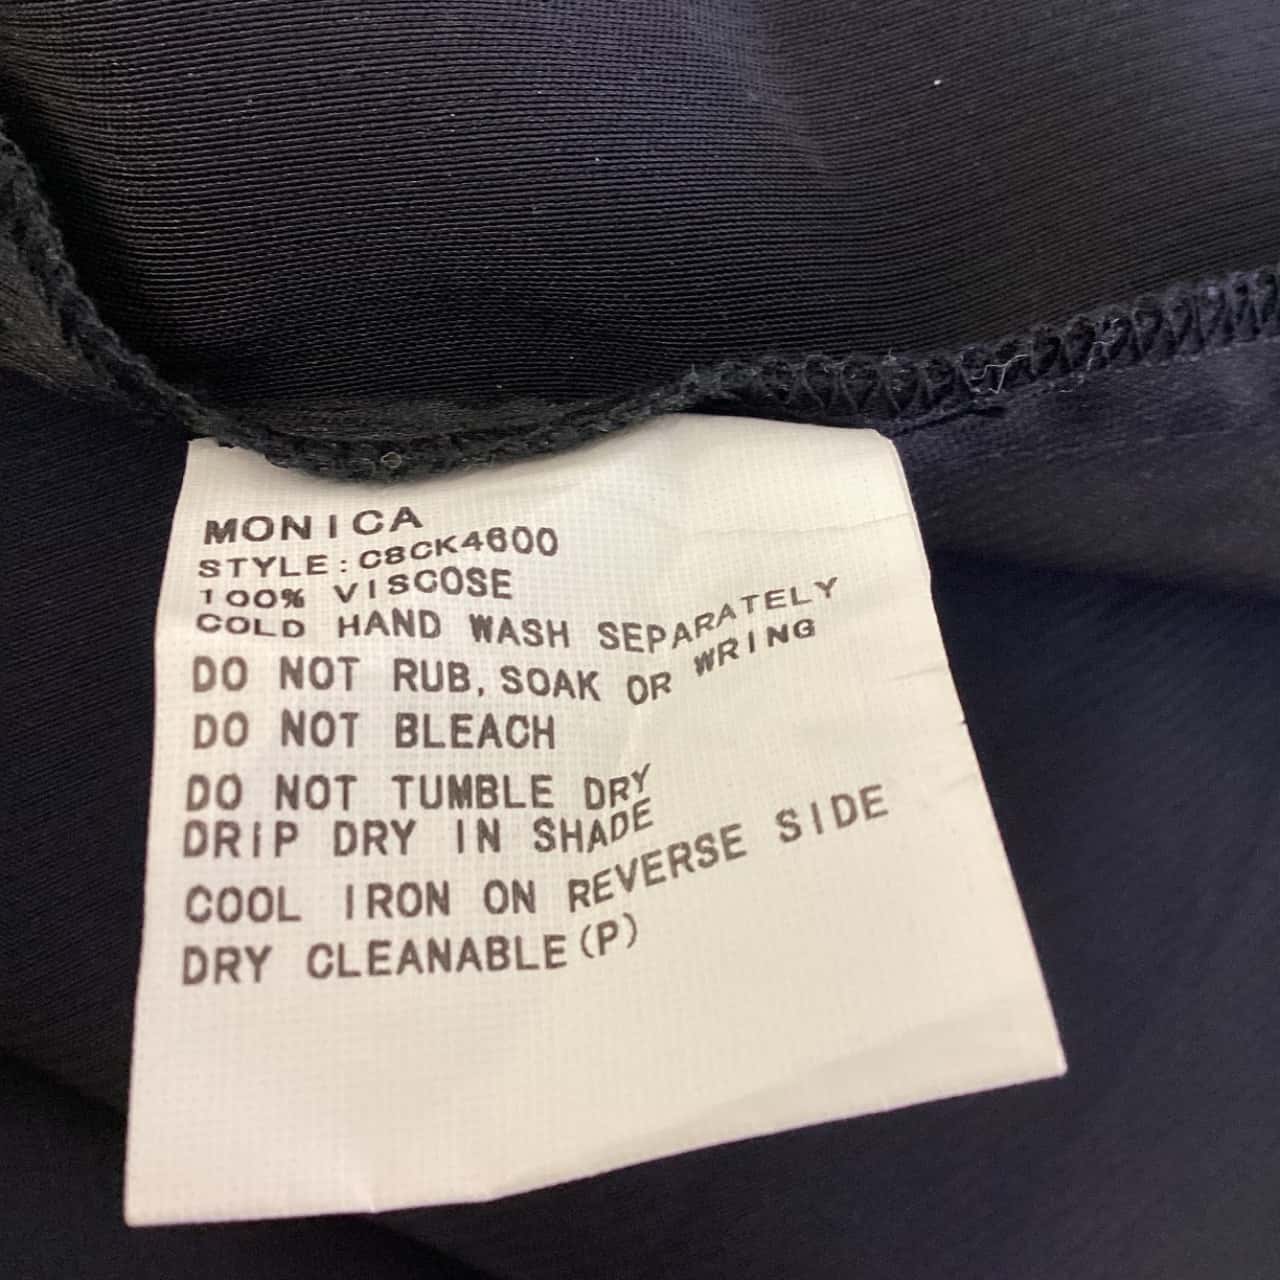 MONICA
STYLE:C8CK4600
100% VISCOSE
COLD HAND WASH SEPARATELY
DO NOT RUB, SOAK OR WRING
DO NOT BLEACH
DO NOT TUMBLE DRY
DRIP DRY IN SHADE
COOL IRON ON REVERSE SIDE
DRY CLEANABLE(P)